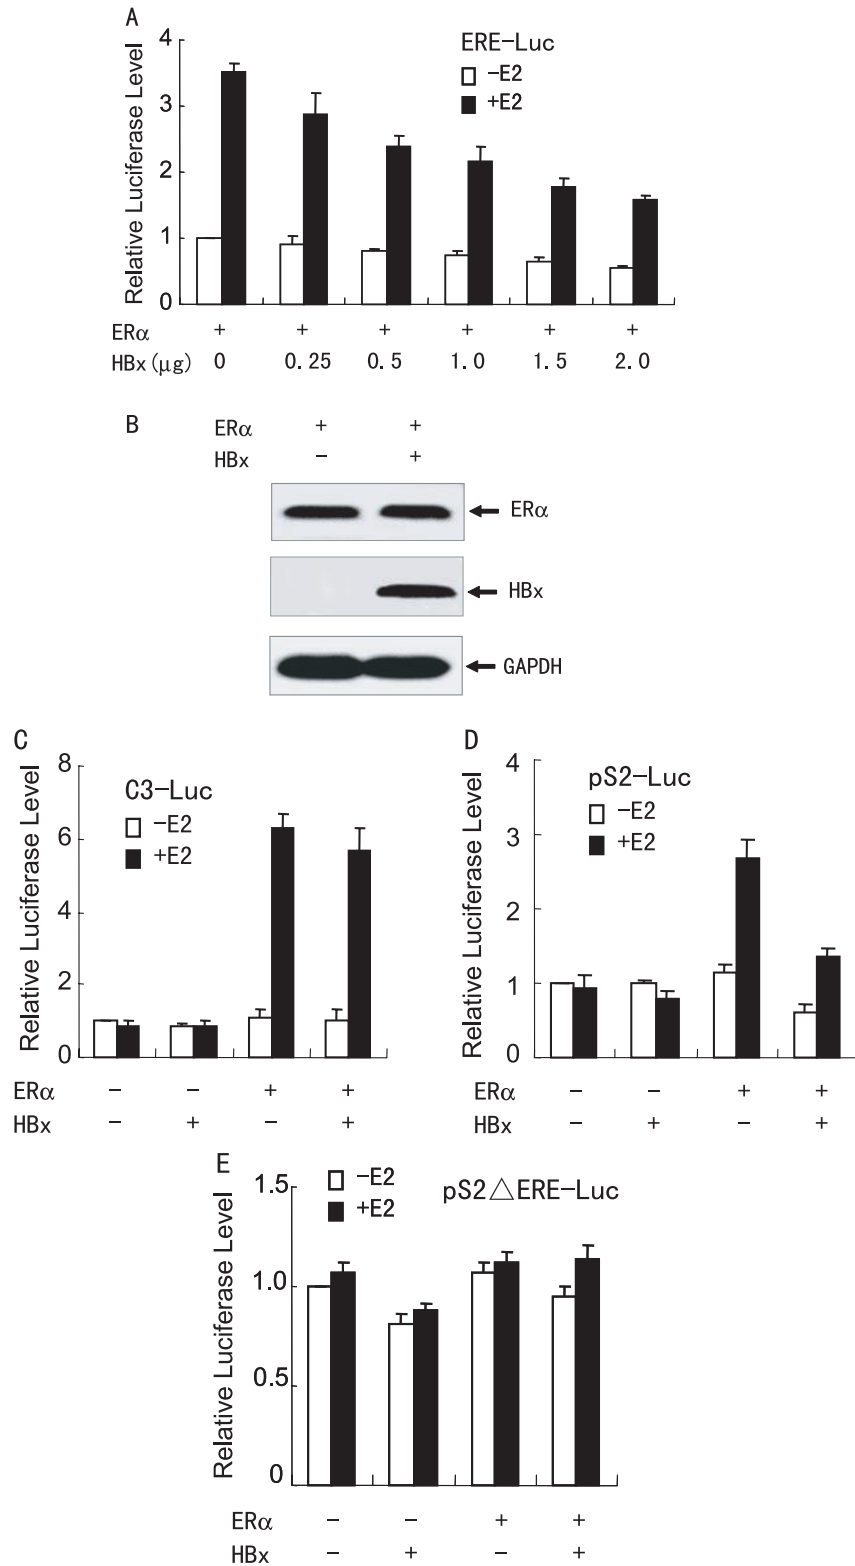 A
Relative Luciferase Level
4
3
2
1
0
ERE-Luc
-E2
+E2
ERα + + + + + +
HBx(μg) 0 0.25 0.5 1.0 1.5 2.0
B
ERα + +
HBx - +
ERα
HBx
GAPDH
C
Relative Luciferase Level
8
6
4
2
0
C3-Luc
-E2
+E2
ERα - - + +
HBx - + - +
D
Relative Luciferase Level
4
3
2
1
0
pS2-Luc
-E2
+E2
ERα - - + +
HBx - + - +
E
Relative Luciferase Level
1.5
1.0
0.5
0
-E2
+E2
pS2△ERE-Luc
ERα - - + +
HBx - + - +